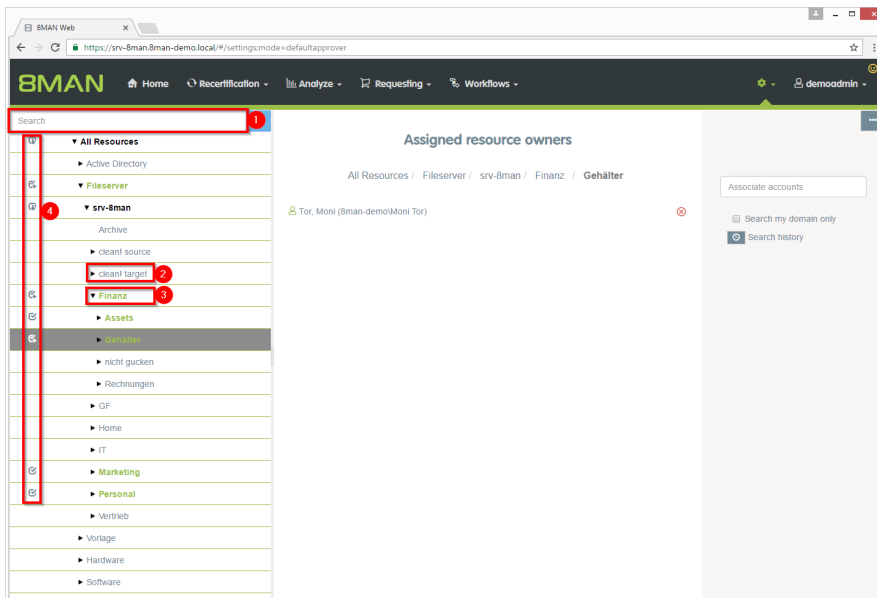 8MAN Web
https://srv-8man.8man-demo.local/#/settings:mode=defaultapprover
8MAN
Home
Recertification
Analyze
Requesting
Workflows
demoadmin
Search
1
All Resources
Active Directory
Fileserver
4
srv-8man
Archive
clean! source
clean! target
2
Finanz
3
Assets
Gehälter
nicht gucken
Rechnungen
GF
Home
IT
Marketing
Personal
Vertrieb
Vorlage
Hardware
Software
Assigned resource owners
All Resources / Fileserver / srv-8man / Finanz / Gehälter
Tor, Moni (8man-demo\Moni Tor)
Associate accounts
Search my domain only
Search history